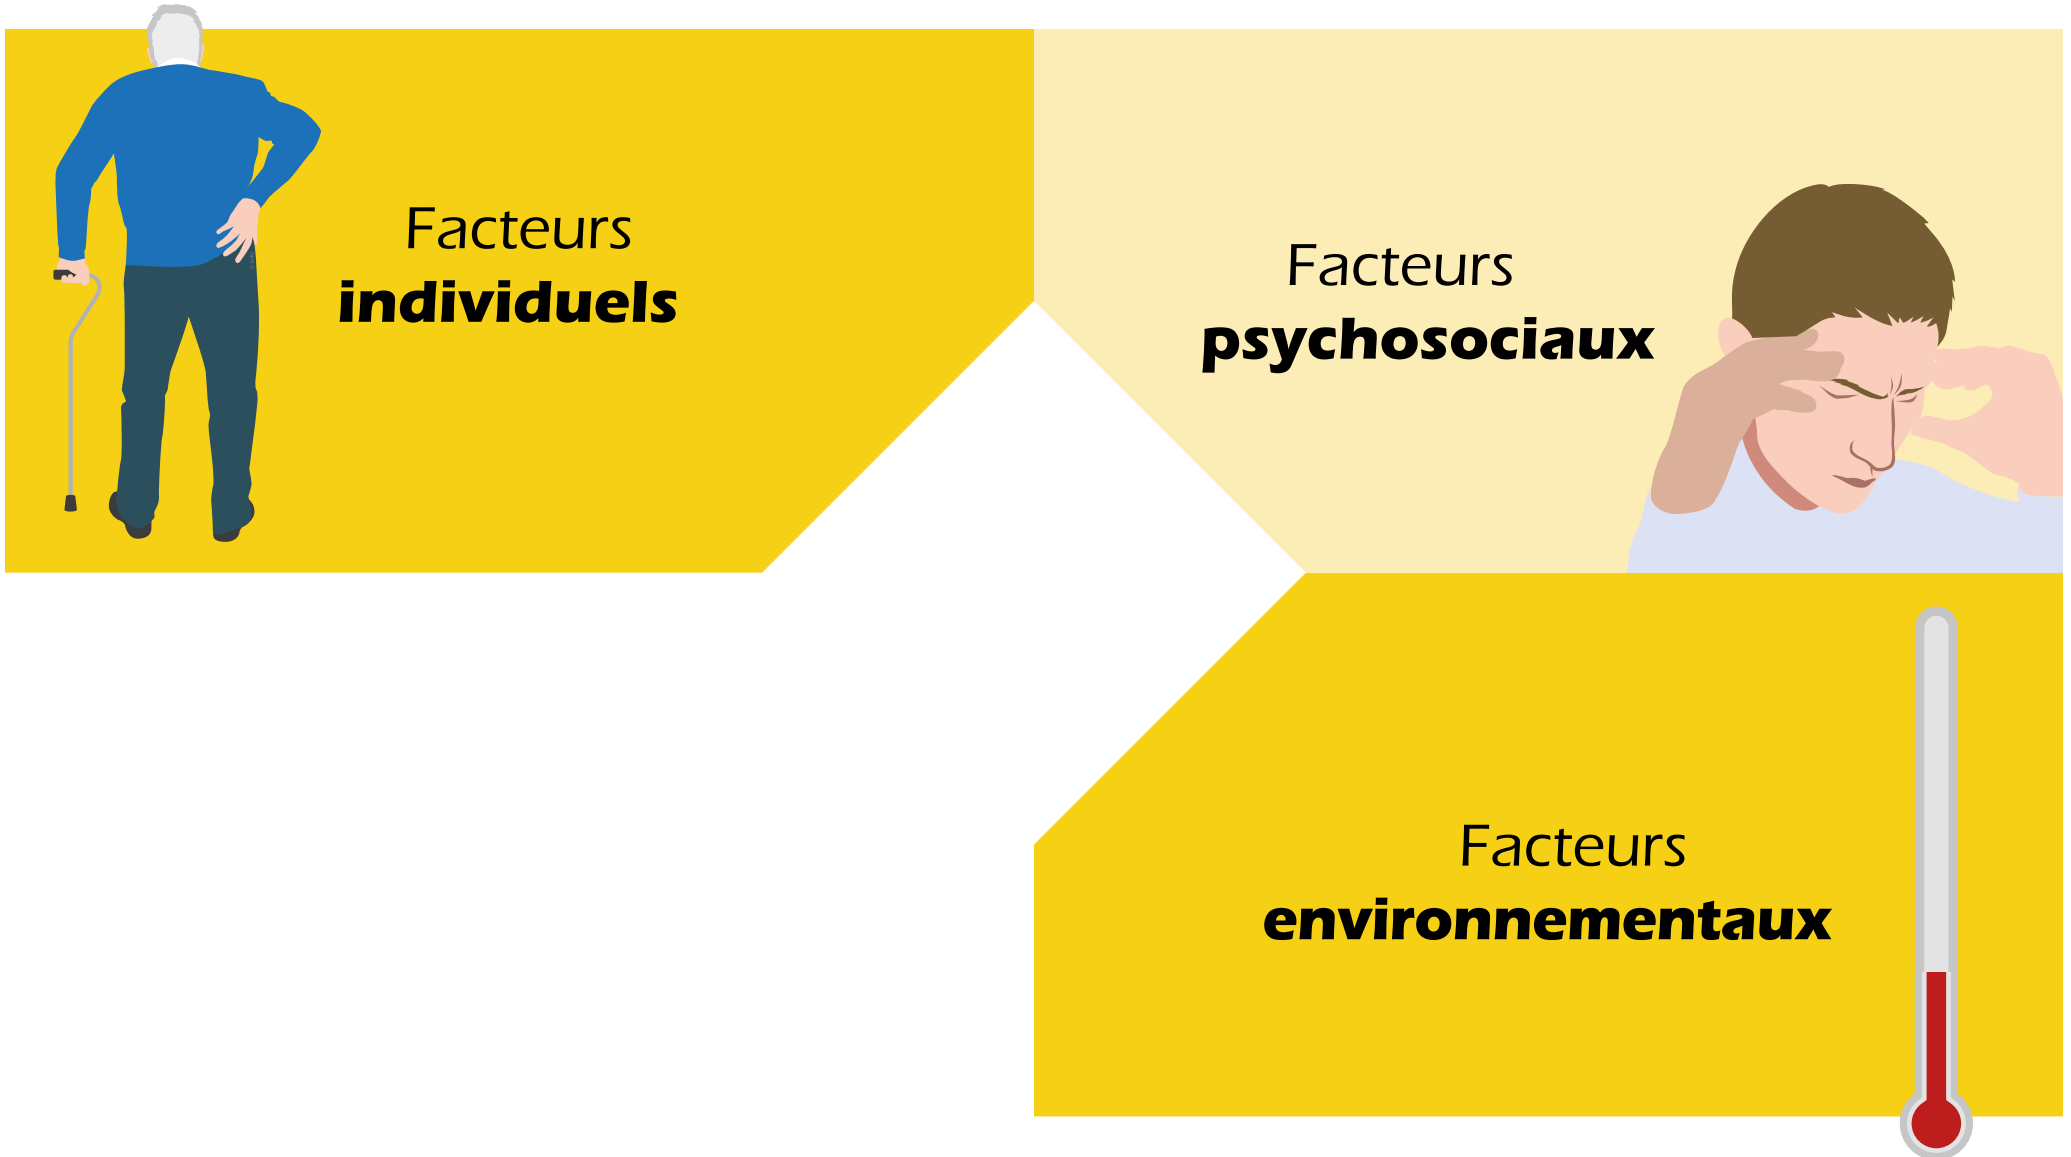 Facteurs
individuels
Facteurs
psychosociaux
Facteurs
environnementaux